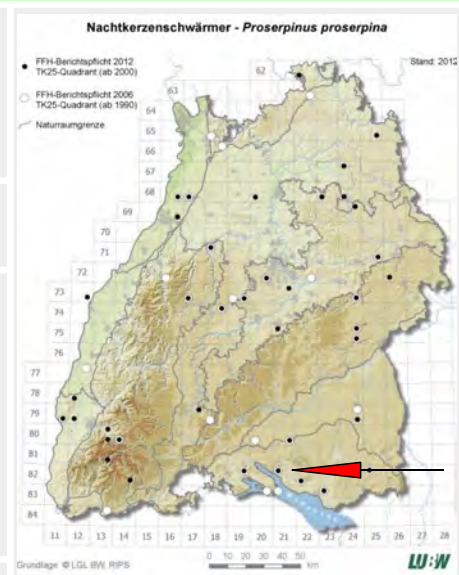 Nachtkerzenschwärmer - Proserpinus proserpina
FFH-Berichtspflicht 2012
TK25-Quadrant (ab 2000)
Stand: 2012
FFH-Berichtspflicht 2006
TK25-Quadrant (ab 1990)
Naturraumgrenze
62
63
64
65
66
67
68
69
70
71
72
73
74
75
76
77
78
79
80
81
82
83
84
11 12 13 14 15 16 17 18 19 20 21 22 23 24 25 26 27 28
Grundlage © LGL BW, RIPS
0 10 20 30 40 50
km
LU:W